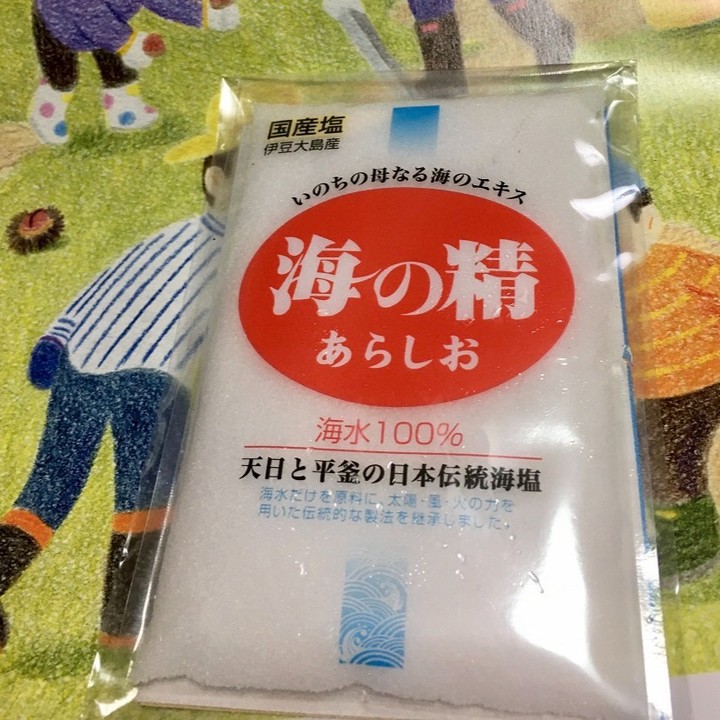 国産塩
伊豆大島産
いのちの母なる海のエキス
海の精
あらしお
海水100%
天日と平釜の日本伝統海塩
海水だけを原料に、太陽・風・火の力を
用いた伝統的な製法を継承しました。